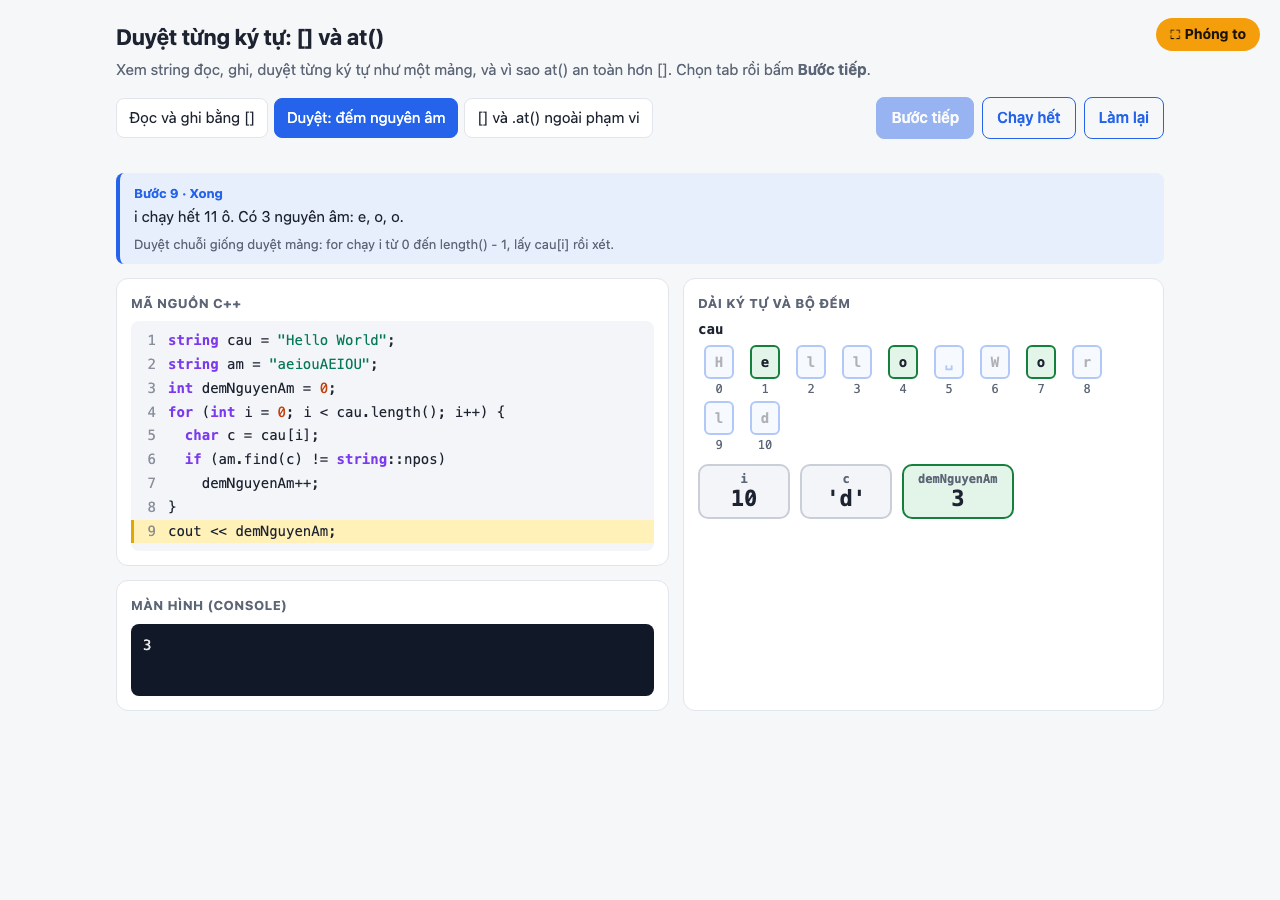 Duyệt từng ký tự: [] và at()
⛶ Phóng to
Xem string đọc, ghi, duyệt từng ký tự như một mảng, và vì sao at() an toàn hơn []. Chọn tab rồi bấm Bước tiếp.
Đọc và ghi bằng []
Duyệt: đếm nguyên âm
[] và .at() ngoài phạm vi
Bước tiếp
Chạy hết
Làm lại
Bước 9 · Xong
i chạy hết 11 ô. Có 3 nguyên âm: e, o, o.
Duyệt chuỗi giống duyệt mảng: for chạy i từ 0 đến length() - 1, lấy cau[i] rồi xét.
MÃ NGUỒN C++
1 string cau = "Hello World";
2 string am = "aeiouAEIOU";
3 int demNguyenAm = 0;
4 for (int i = 0; i < cau.length(); i++) {
5   char c = cau[i];
6   if (am.find(c) != string::npos)
7     demNguyenAm++;
8 }
9 cout << demNguyenAm;
MÀN HÌNH (CONSOLE)
3
DẢI KÝ TỰ VÀ BỘ ĐẾM
cau
H e l l o ␣ W o r
0 1 2 3 4 5 6 7 8
l d
9 10
i c demNguyenAm
10 'd' 3